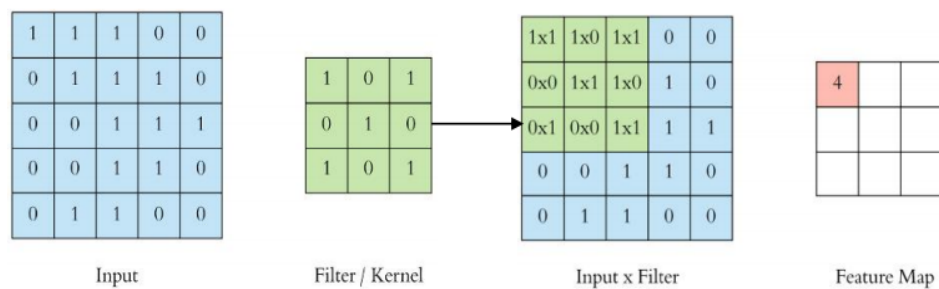 1 1 1 0 0
0 1 1 1 0
0 0 1 1 1
0 0 1 1 0
0 1 1 0 0
Input
1 0 1
0 1 0
1 0 1
Filter / Kernel
1x1 1x0 1x1 0 0
0x0 1x1 1x0 1 0
0x1 0x0 1x1 1 1
0 0 1 1 0
0 1 1 0 0
Input x Filter
4
Feature Map